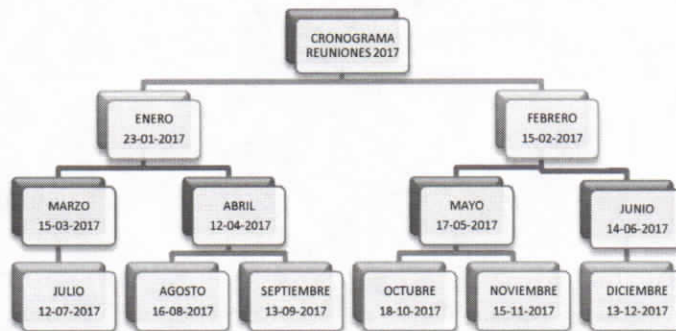 CRONOGRAMA
REUNIONES 2017
ENERO
23-01-2017
FEBRERO
15-02-2017
MARZO
15-03-2017
ABRIL
12-04-2017
MAYO
17-05-2017
JUNIO
14-06-2017
JULIO
12-07-2017
AGOSTO
16-08-2017
SEPTIEMBRE
13-09-2017
OCTUBRE
18-10-2017
NOVIEMBRE
15-11-2017
DICIEMBRE
13-12-2017